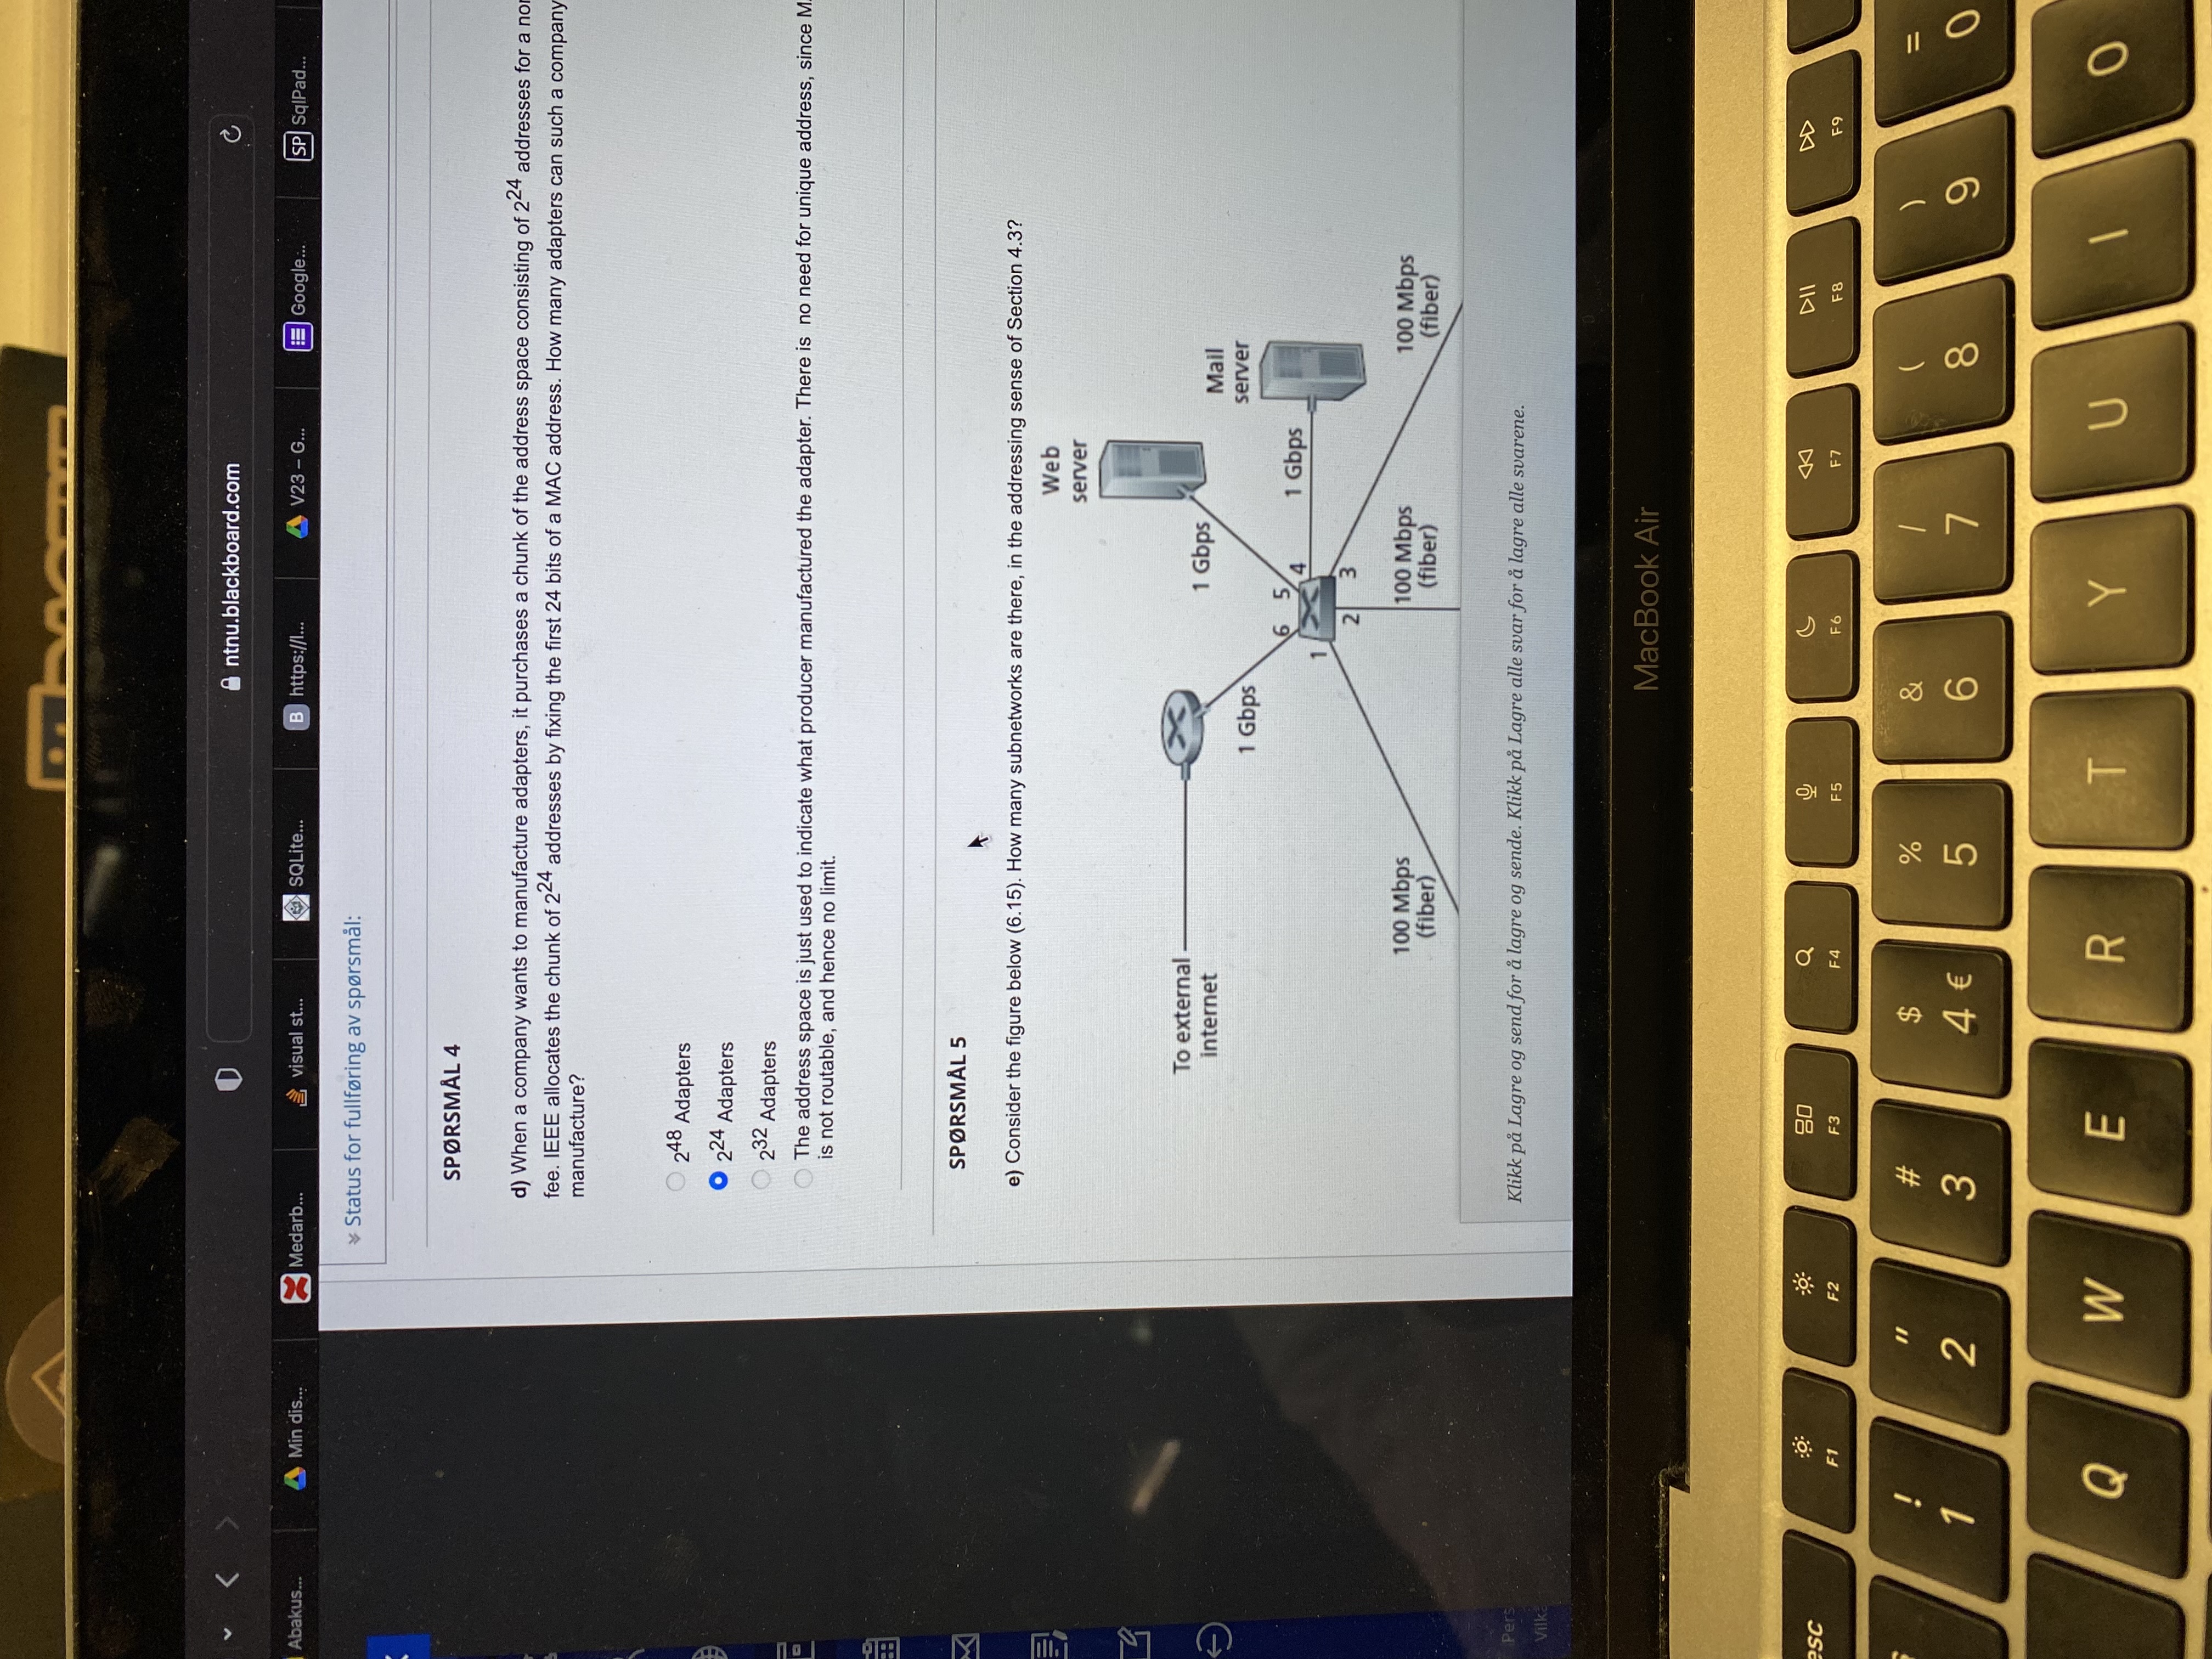 ntnu.blackboard.com
Abakus... Min dis... Medarb... visual st... SQLite... B https://l... V23 – G... Google... SP SqlPad...
Status for fullføring av spørsmål:
SPØRSMÅL 4
d) When a company wants to manufacture adapters, it purchases a chunk of the address space consisting of 2^24 addresses for a
fee. IEEE allocates the chunk of 2^24 addresses by fixing the first 24 bits of a MAC address. How many adapters can such a company
manufacture?
2^48 Adapters
2^24 Adapters
2^32 Adapters
The address space is just used to indicate what producer manufactured the adapter. There is no need for unique address, since
is not routable, and hence no limit.
SPØRSMÅL 5
e) Consider the figure below (6.15). How many subnetworks are there, in the addressing sense of Section 4.3?
Web
server
To external
internet
1 Gbps
Mail
server
1 Gbps
6 5
4
1 Gbps
1
2 3
100 Mbps
(fiber)
100 Mbps
(fiber)
100 Mbps
(fiber)
Pers
Klikk på Lagre og send for å lagre og sende. Klikk på Lagre alle svar for å lagre alle svarene.
Vilk
MacBook Air
esc F1 F2 F3 F4 F5 F6 F7 F8 F9
! " # $ % & / ( ) =
1 2 3 4 € 5 6 7 8 9 0
Q W E R T Y U I O